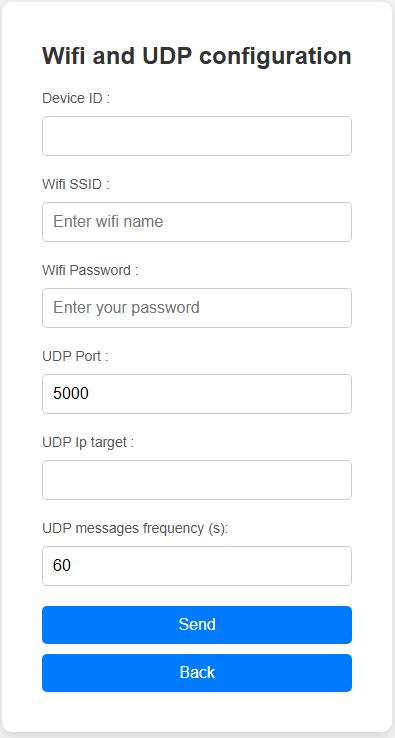 Wifi and UDP configuration
Device ID :
Wifi SSID :
Enter wifi name
Wifi Password :
Enter your password
UDP Port :
5000
UDP Ip target :
UDP messages frequency (s):
60
Send
Back